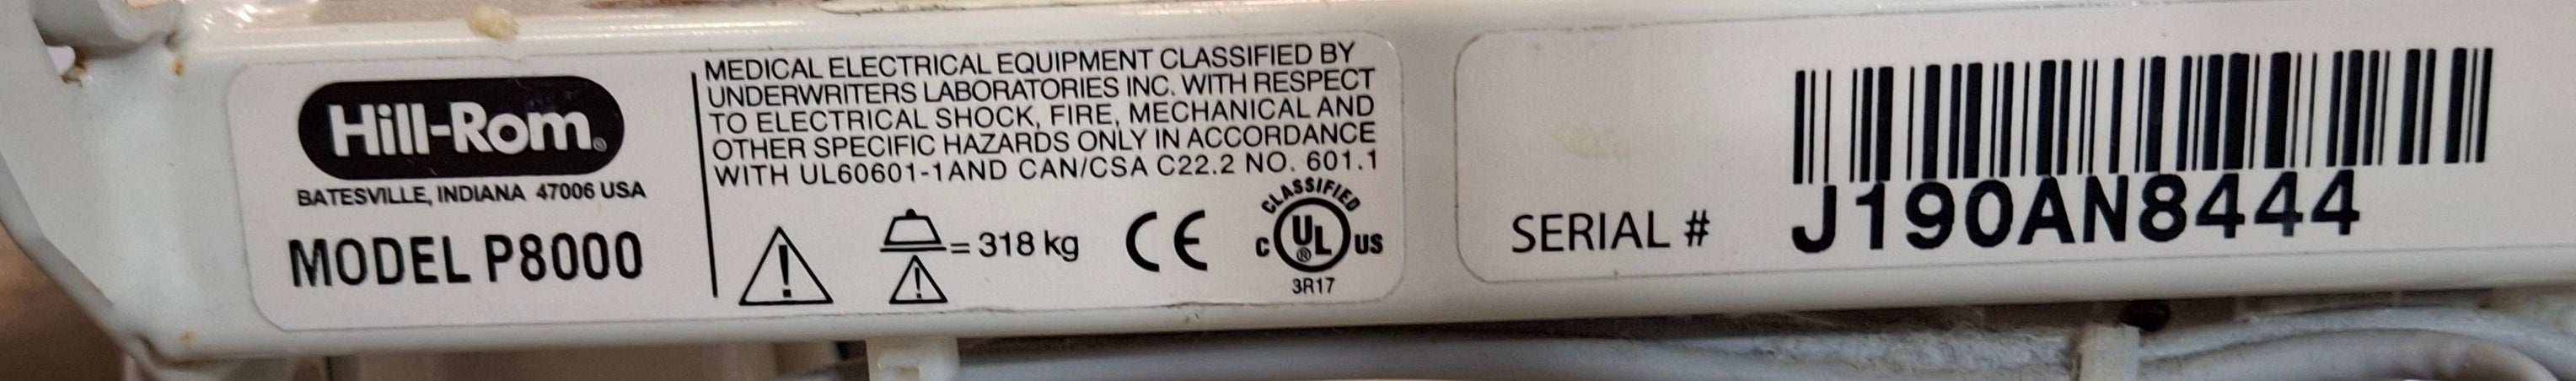 Hill-Rom®
BATESVILLE, INDIANA 47006 USA
MODEL P8000
MEDICAL ELECTRICAL EQUIPMENT CLASSIFIED BY
UNDERWRITERS LABORATORIES INC. WITH RESPECT
TO ELECTRICAL SHOCK, FIRE, MECHANICAL AND
OTHER SPECIFIC HAZARDS ONLY IN ACCORDANCE
WITH UL60601-1AND CAN/CSA C22.2 NO. 601.1
= 318 kg
CE
CLASSIFIED
C UL® US
3R17
SERIAL # J190AN8444